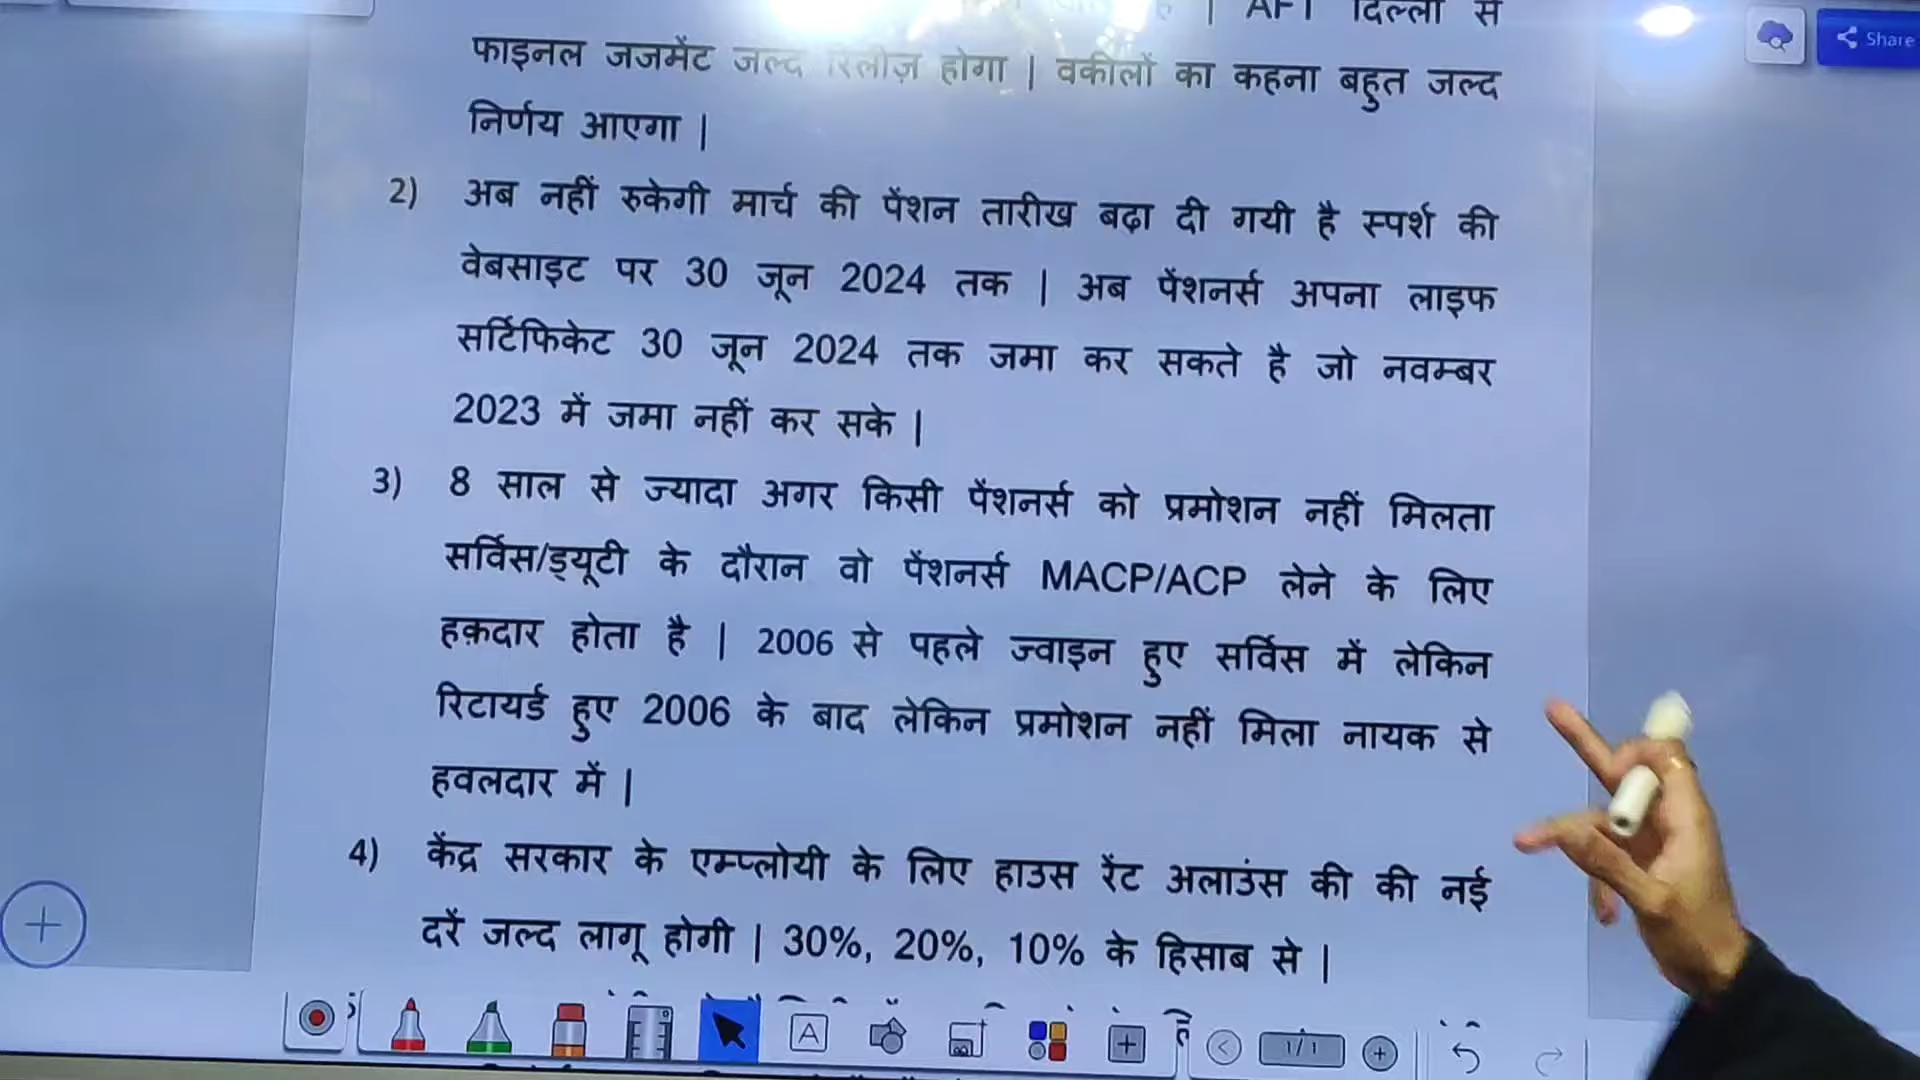 AFT दिल्ली से
फाइनल जजमेंट जल्द रिलीज़ होगा | वकीलों का कहना बहुत जल्द
निर्णय आएगा |
2) अब नहीं रुकेगी मार्च की पेंशन तारीख बढ़ा दी गयी है स्पर्श की
वेबसाइट पर 30 जून 2024 तक | अब पेंशनर्स अपना लाइफ
सर्टिफिकेट 30 जून 2024 तक जमा कर सकते है जो नवम्बर
2023 में जमा नहीं कर सके |
3) 8 साल से ज्यादा अगर किसी पेंशनर्स को प्रमोशन नहीं मिलता
सर्विस/ड्यूटी के दौरान वो पेंशनर्स MACP/ACP लेने के लिए
हक़दार होता है | 2006 से पहले ज्वाइन हुए सर्विस में लेकिन
रिटायर्ड हुए 2006 के बाद लेकिन प्रमोशन नहीं मिला नायक से
हवलदार में |
4) केंद्र सरकार के एम्प्लोयी के लिए हाउस रेंट अलाउंस की की नई
दरें जल्द लागू होगी | 30%, 20%, 10% के हिसाब से |
Share
A
1/1